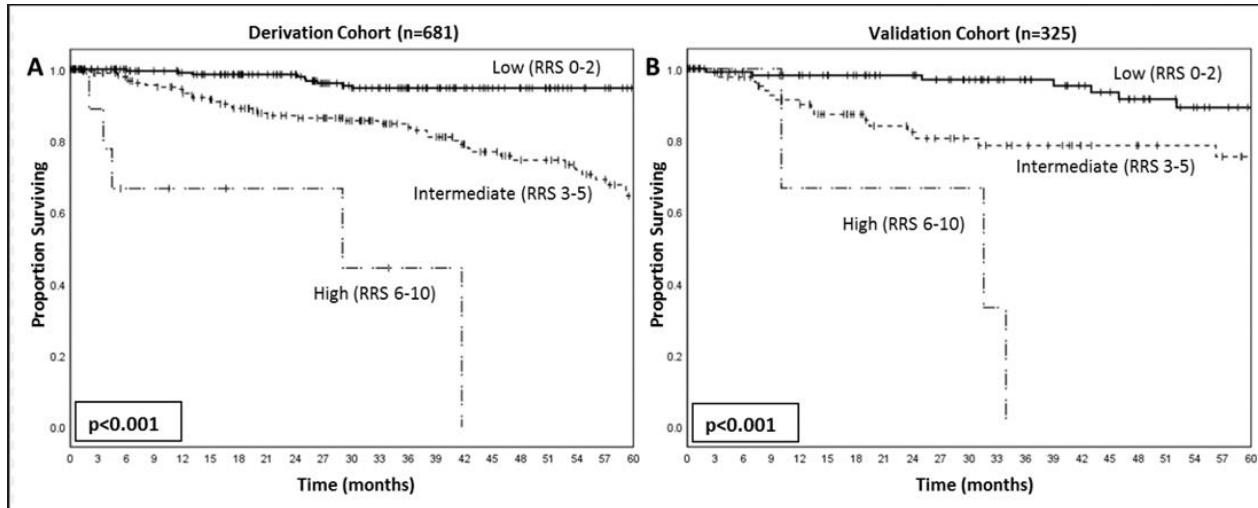 Derivation Cohort (n=681)
A
Proportion Surviving
1.0
0.8
0.6
0.4
0.2
0.0
Low (RRS 0-2)
Intermediate (RRS 3-5)
High (RRS 6-10)
p<0.001
0 3 6 9 12 15 18 21 24 27 30 33 36 39 42 45 48 51 54 57 60
Time (months)
Validation Cohort (n=325)
B
Proportion Surviving
1.0
0.8
0.6
0.4
0.2
0.0
Low (RRS 0-2)
Intermediate (RRS 3-5)
High (RRS 6-10)
p<0.001
0 3 6 9 12 15 18 21 24 27 30 33 36 39 42 45 48 51 54 57 60
Time (months)